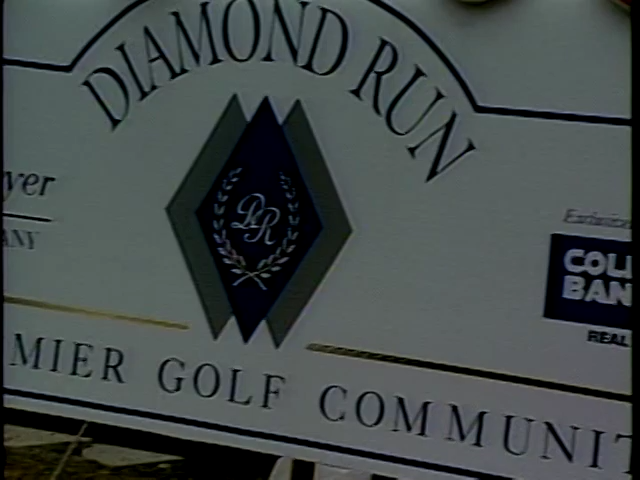 DIAMOND RUN
yer
ANY
DR
Exclusive
COL
BAN
REAL
MIER GOLF COMMUNIT